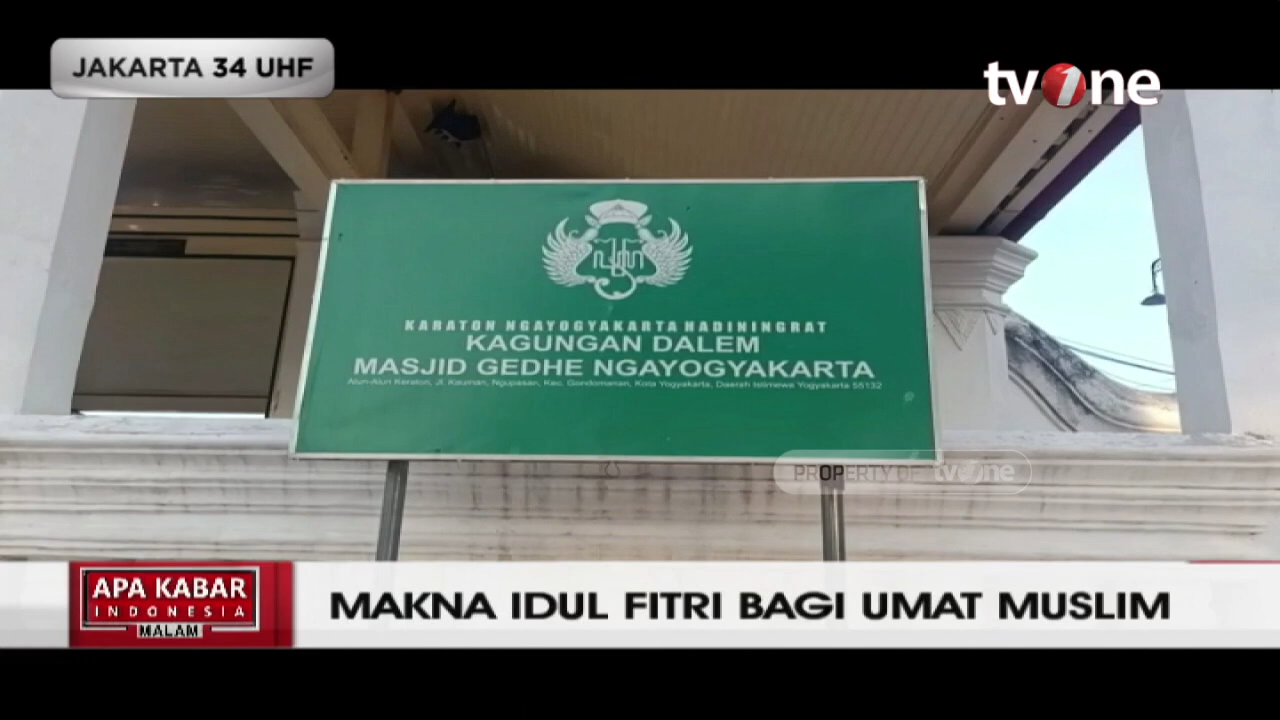 JAKARTA 34 UHF
tvOne
KARATON NGAYOGYAKARTA HADININGRAT
KAGUNGAN DALEM
MASJID GEDHE NGAYOGYAKARTA
Alun-Alun Keraton, Jl. Kauman, Ngupasan, Kec. Gondomanan, Kota Yogyakarta, Daerah Istimewa Yogyakarta 55132
PROPERTY OF tvOne
APA KABAR
INDONESIA
MALAM
MAKNA IDUL FITRI BAGI UMAT MUSLIM